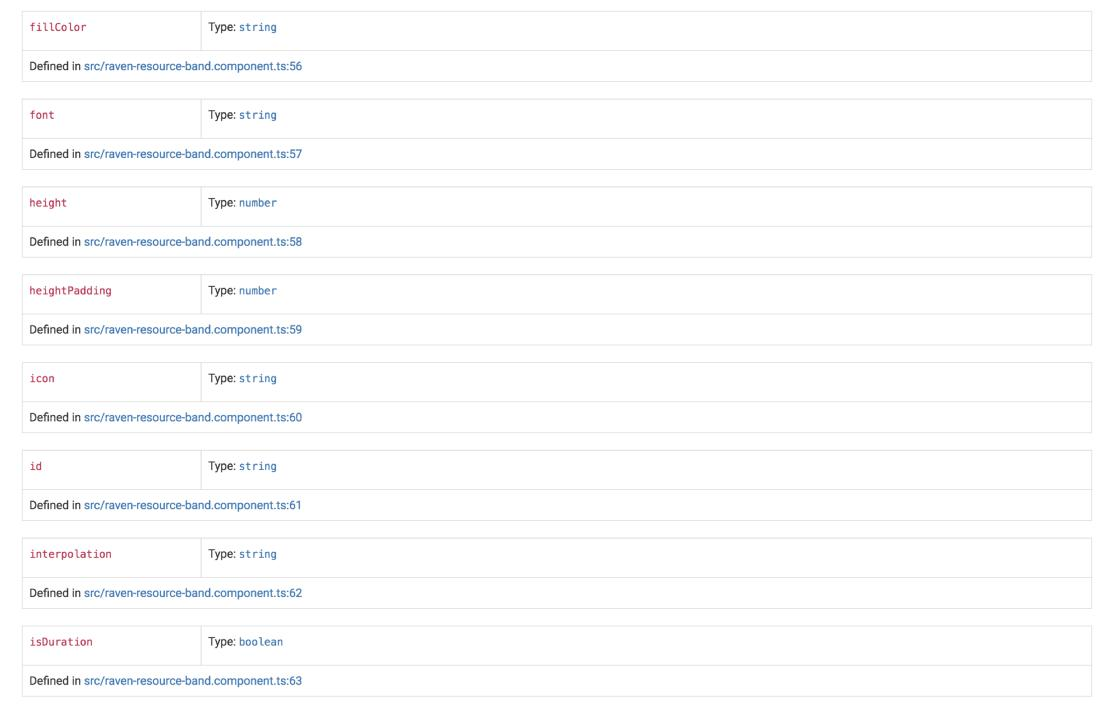 fillColor Type: string
Defined in src/raven-resource-band.component.ts:56
font Type: string
Defined in src/raven-resource-band.component.ts:57
height Type: number
Defined in src/raven-resource-band.component.ts:58
heightPadding Type: number
Defined in src/raven-resource-band.component.ts:59
icon Type: string
Defined in src/raven-resource-band.component.ts:60
id Type: string
Defined in src/raven-resource-band.component.ts:61
interpolation Type: string
Defined in src/raven-resource-band.component.ts:62
isDuration Type: boolean
Defined in src/raven-resource-band.component.ts:63